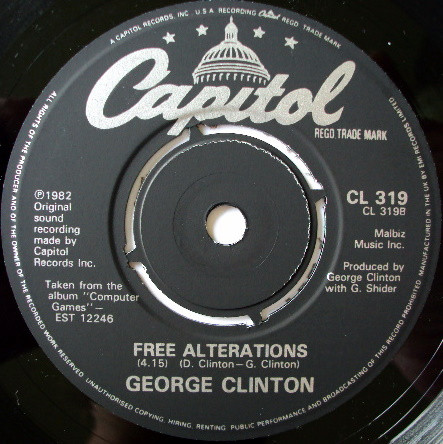 A CAPITOL RECORDS INC. U.S.A. RECORDING Capitol REGD TRADE MARK
Capitol
REGD TRADE MARK
℗1982
Original
sound
recording
made by
Capitol
Records Inc.
CL 319
CL 319B
Malbiz
Music Inc.
Produced by
George Clinton
with G. Shider
Taken from the
album "Computer
Games"–
EST 12246
FREE ALTERATIONS
(4.15) (D. Clinton–G. Clinton)
GEORGE CLINTON
ALL RIGHTS OF THE PRODUCER AND OF THE OWNER OF THE RECORDED WORK RESERVED. UNAUTHORISED COPYING, HIRING, RENTING, PUBLIC PERFORMANCE AND BROADCASTING OF THIS RECORD PROHIBITED.
MANUFACTURED IN THE UK BY EMI RECORDS LIMITED